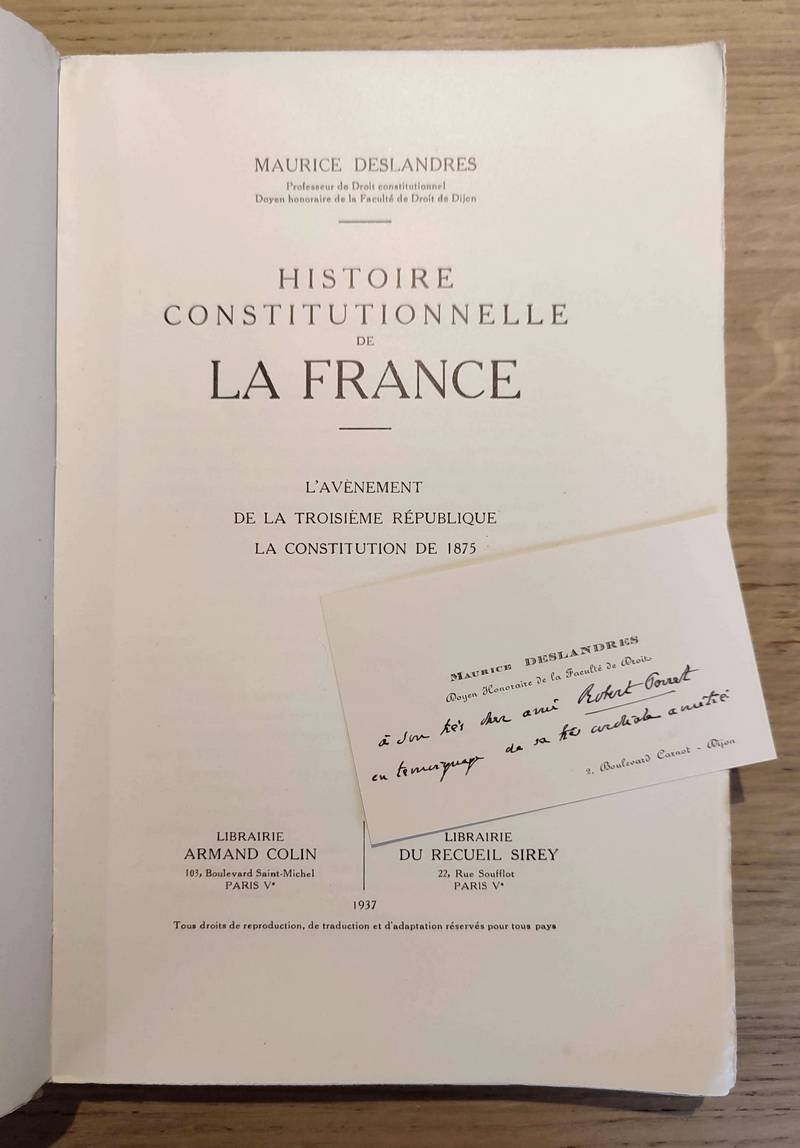 MAURICE DESLANDRES
Professeur de Droit constitutionnel
Doyen honoraire de la Faculté de Droit de Dijon
HISTOIRE
CONSTITUTIONNELLE
DE
LA FRANCE
L'AVÈNEMENT
DE LA TROISIÈME RÉPUBLIQUE
LA CONSTITUTION DE 1875
MAURICE DESLANDRES
Doyen Honoraire de la Faculté de Droit
à son très cher ami Robert
en temoignage de sa très cordiale amitié
2, Boulevard Carnot - Dijon
LIBRAIRIE
ARMAND COLIN
103, Boulevard Saint-Michel
PARIS Vᵉ
LIBRAIRIE
DU RECUEIL SIREY
22, Rue Soufflot
PARIS Vᵉ
1937
Tous droits de reproduction, de traduction et d'adaptation réservés pour tous pays